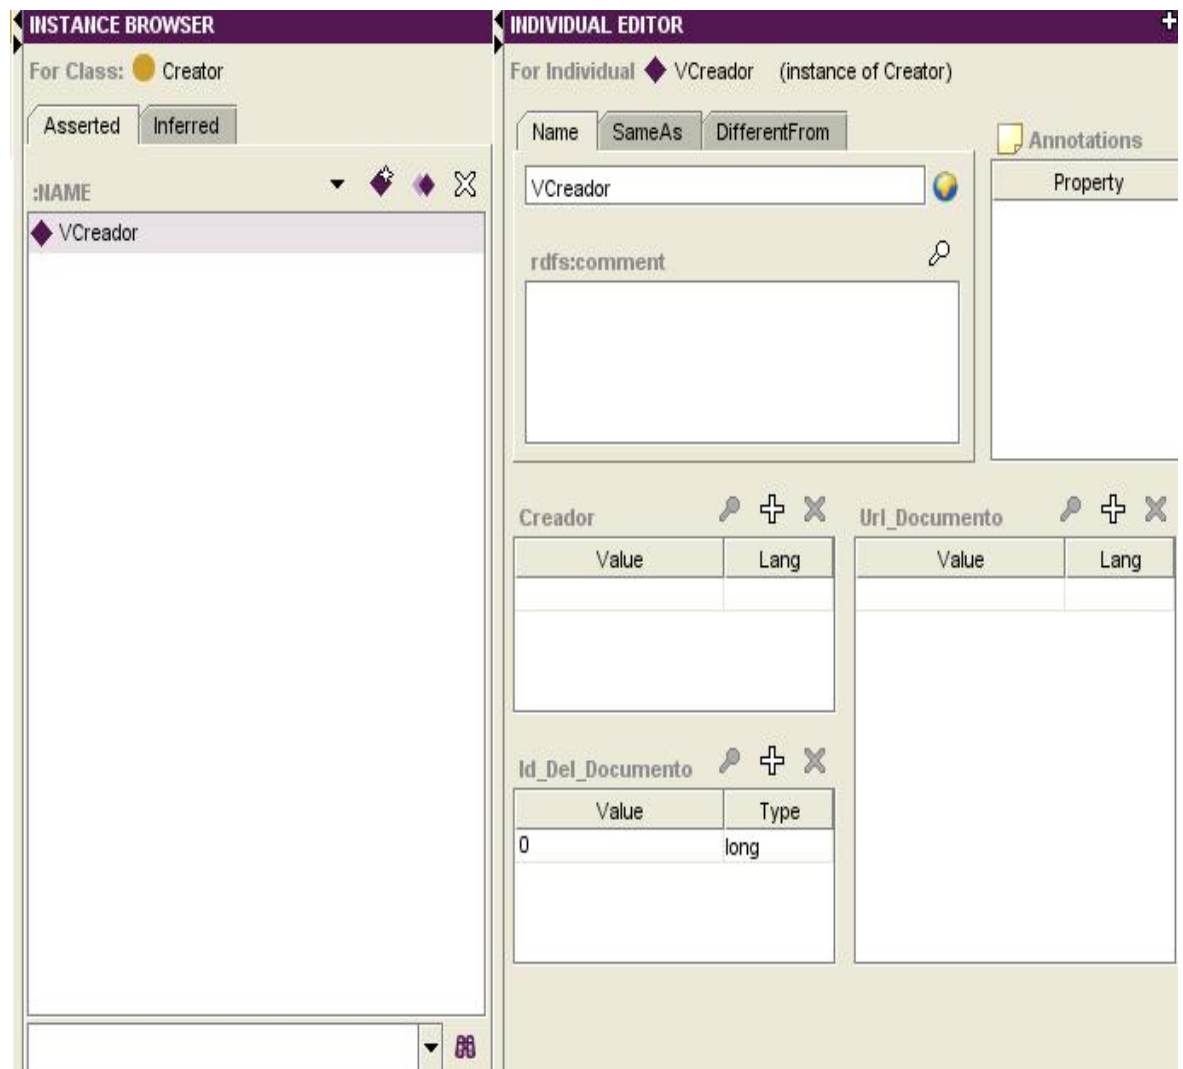 INSTANCE BROWSER
For Class: Creator
Asserted Inferred
:NAME
VCreador
INDIVIDUAL EDITOR
For Individual VCreador (instance of Creator)
Name SameAs DifferentFrom
VCreador
rdfs:comment
Annotations
Property
Creador
Value Lang
Url_Documento
Value Lang
Id_Del_Documento
Value Type
0 long